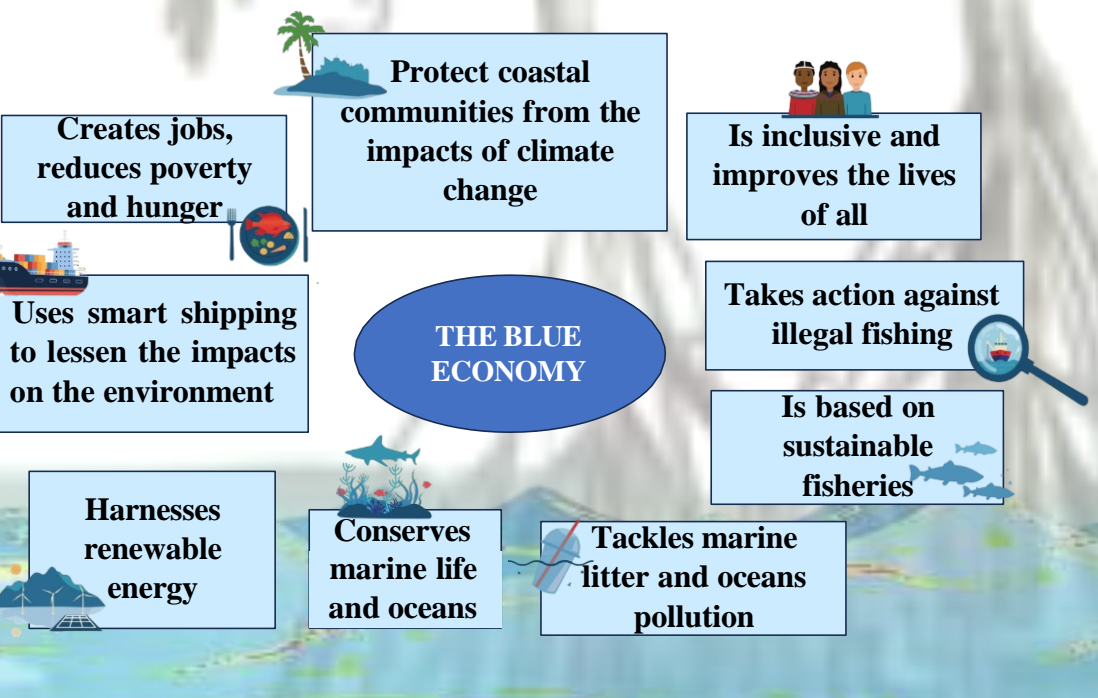 Protect coastal
communities from the
impacts of climate
change
Creates jobs,
reduces poverty
and hunger
Is inclusive and
improves the lives
of all
Uses smart shipping
to lessen the impacts
on the environment
THE BLUE
ECONOMY
Takes action against
illegal fishing
Is based on
sustainable
fisheries
Harnesses
renewable
energy
Conserves
marine life
and oceans
Tackles marine
litter and oceans
pollution